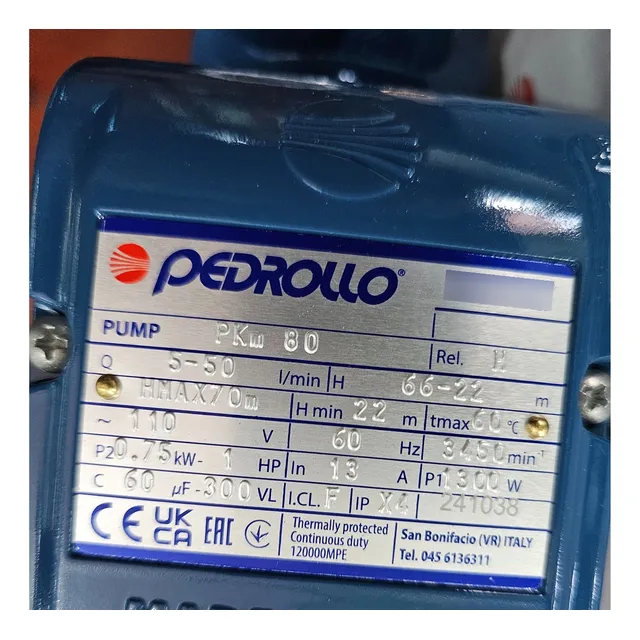 PEDROLLO®
PUMP PKm 80 Rel. H
Q 5-50 l/min H 66-22 m
HMAX70m H min 22 m tmax 60 °C
~ 110 V 60 Hz 3450 min⁻¹
P2 0.75 kW- 1 HP In 13 A P1 1300 W
C 60 µF-300 VL I.CL. F IP X4 241038
CE UKCA EAC Thermally protected
Continuous duty
120000MPE
San Bonifacio (VR) ITALY
Tel. 045 6136311